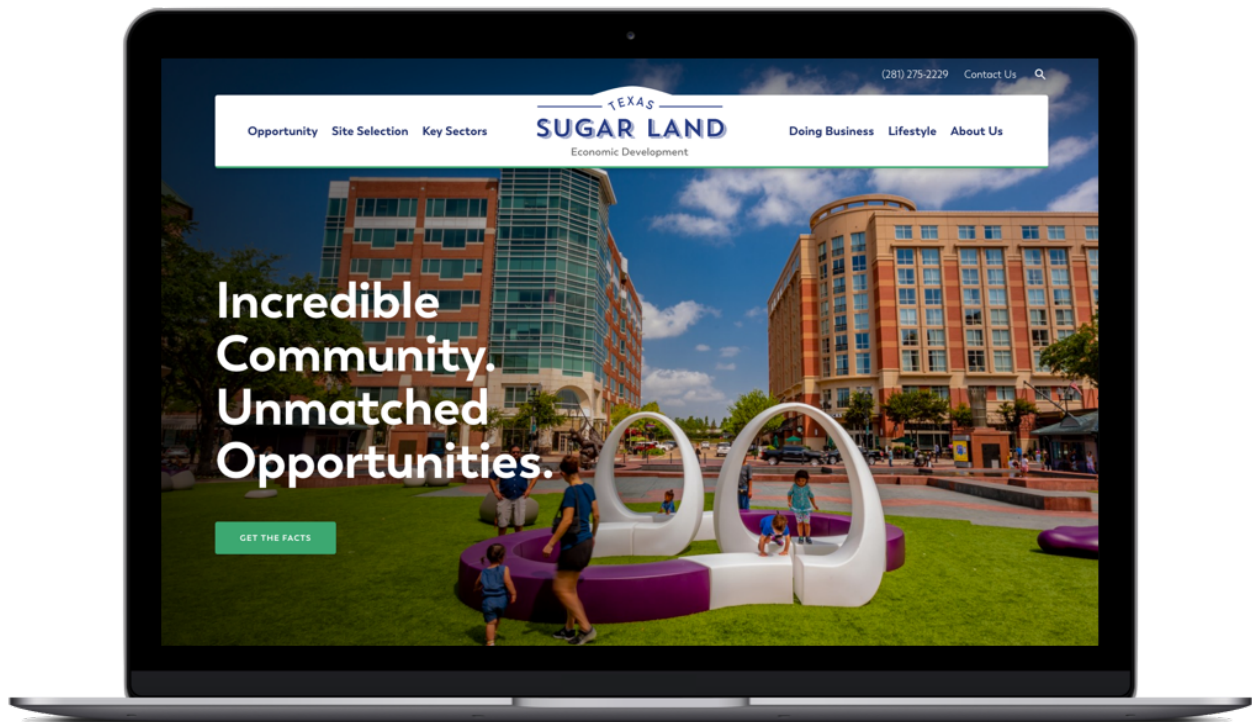 (281) 275-2229 Contact Us
TEXAS
Opportunity Site Selection Key Sectors SUGAR LAND Doing Business Lifestyle About Us
Economic Development
Incredible
Community.
Unmatched
Opportunities.
GET THE FACTS